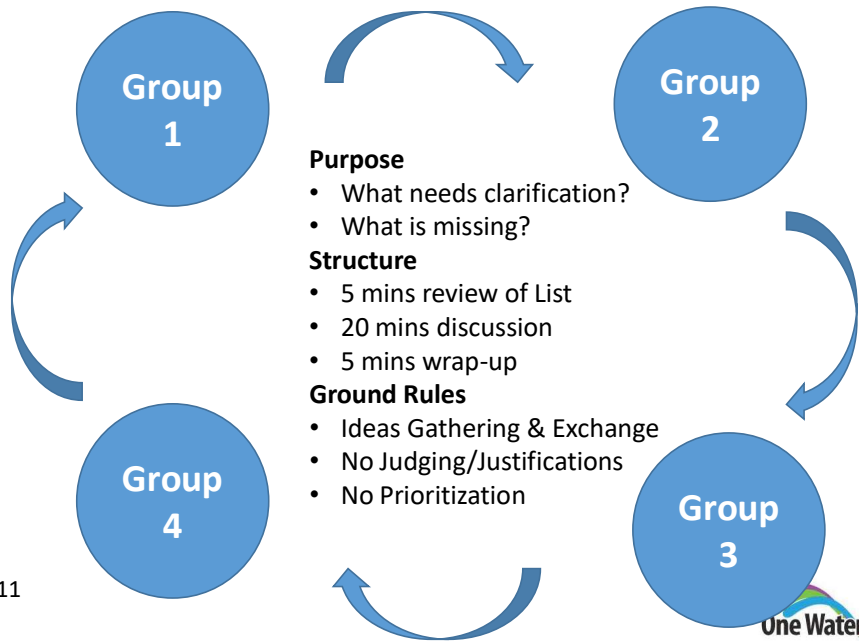 Group
1
Group
2
Purpose
• What needs clarification?
• What is missing?
Structure
• 5 mins review of List
• 20 mins discussion
• 5 mins wrap-up
Ground Rules
• Ideas Gathering & Exchange
• No Judging/Justifications
• No Prioritization
Group
4
Group
3
11
One Water